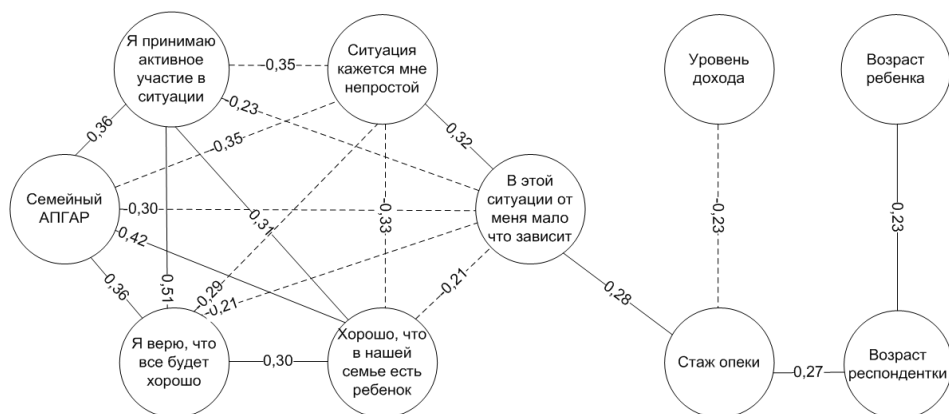 Я принимаю
активное
участие в
ситуации
Ситуация
кажется мне
непростой
Уровень
дохода
Возраст
ребенка
-0,35
-0,23
0,36
-0,35
0,32
Семейный
АПГАР
В этой
ситуации от
меня мало
что зависит
-0,30
0,31
-0,33
-0,23
0,23
0,42
0,36
0,51
-0,29
-0,21
-0,21
0,28
Я верю, что
все будет
хорошо
0,30
Хорошо, что
в нашей
семье есть
ребенок
Стаж опеки
0,27
Возраст
респондентки